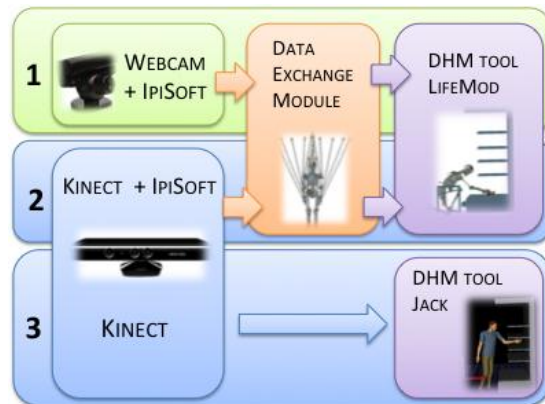 1
WEBCAM
+ IPISOFT
DATA
EXCHANGE
MODULE
DHM TOOL
LIFEMOD
2
KINECT + IPISOFT
3
KINECT
DHM TOOL
JACK